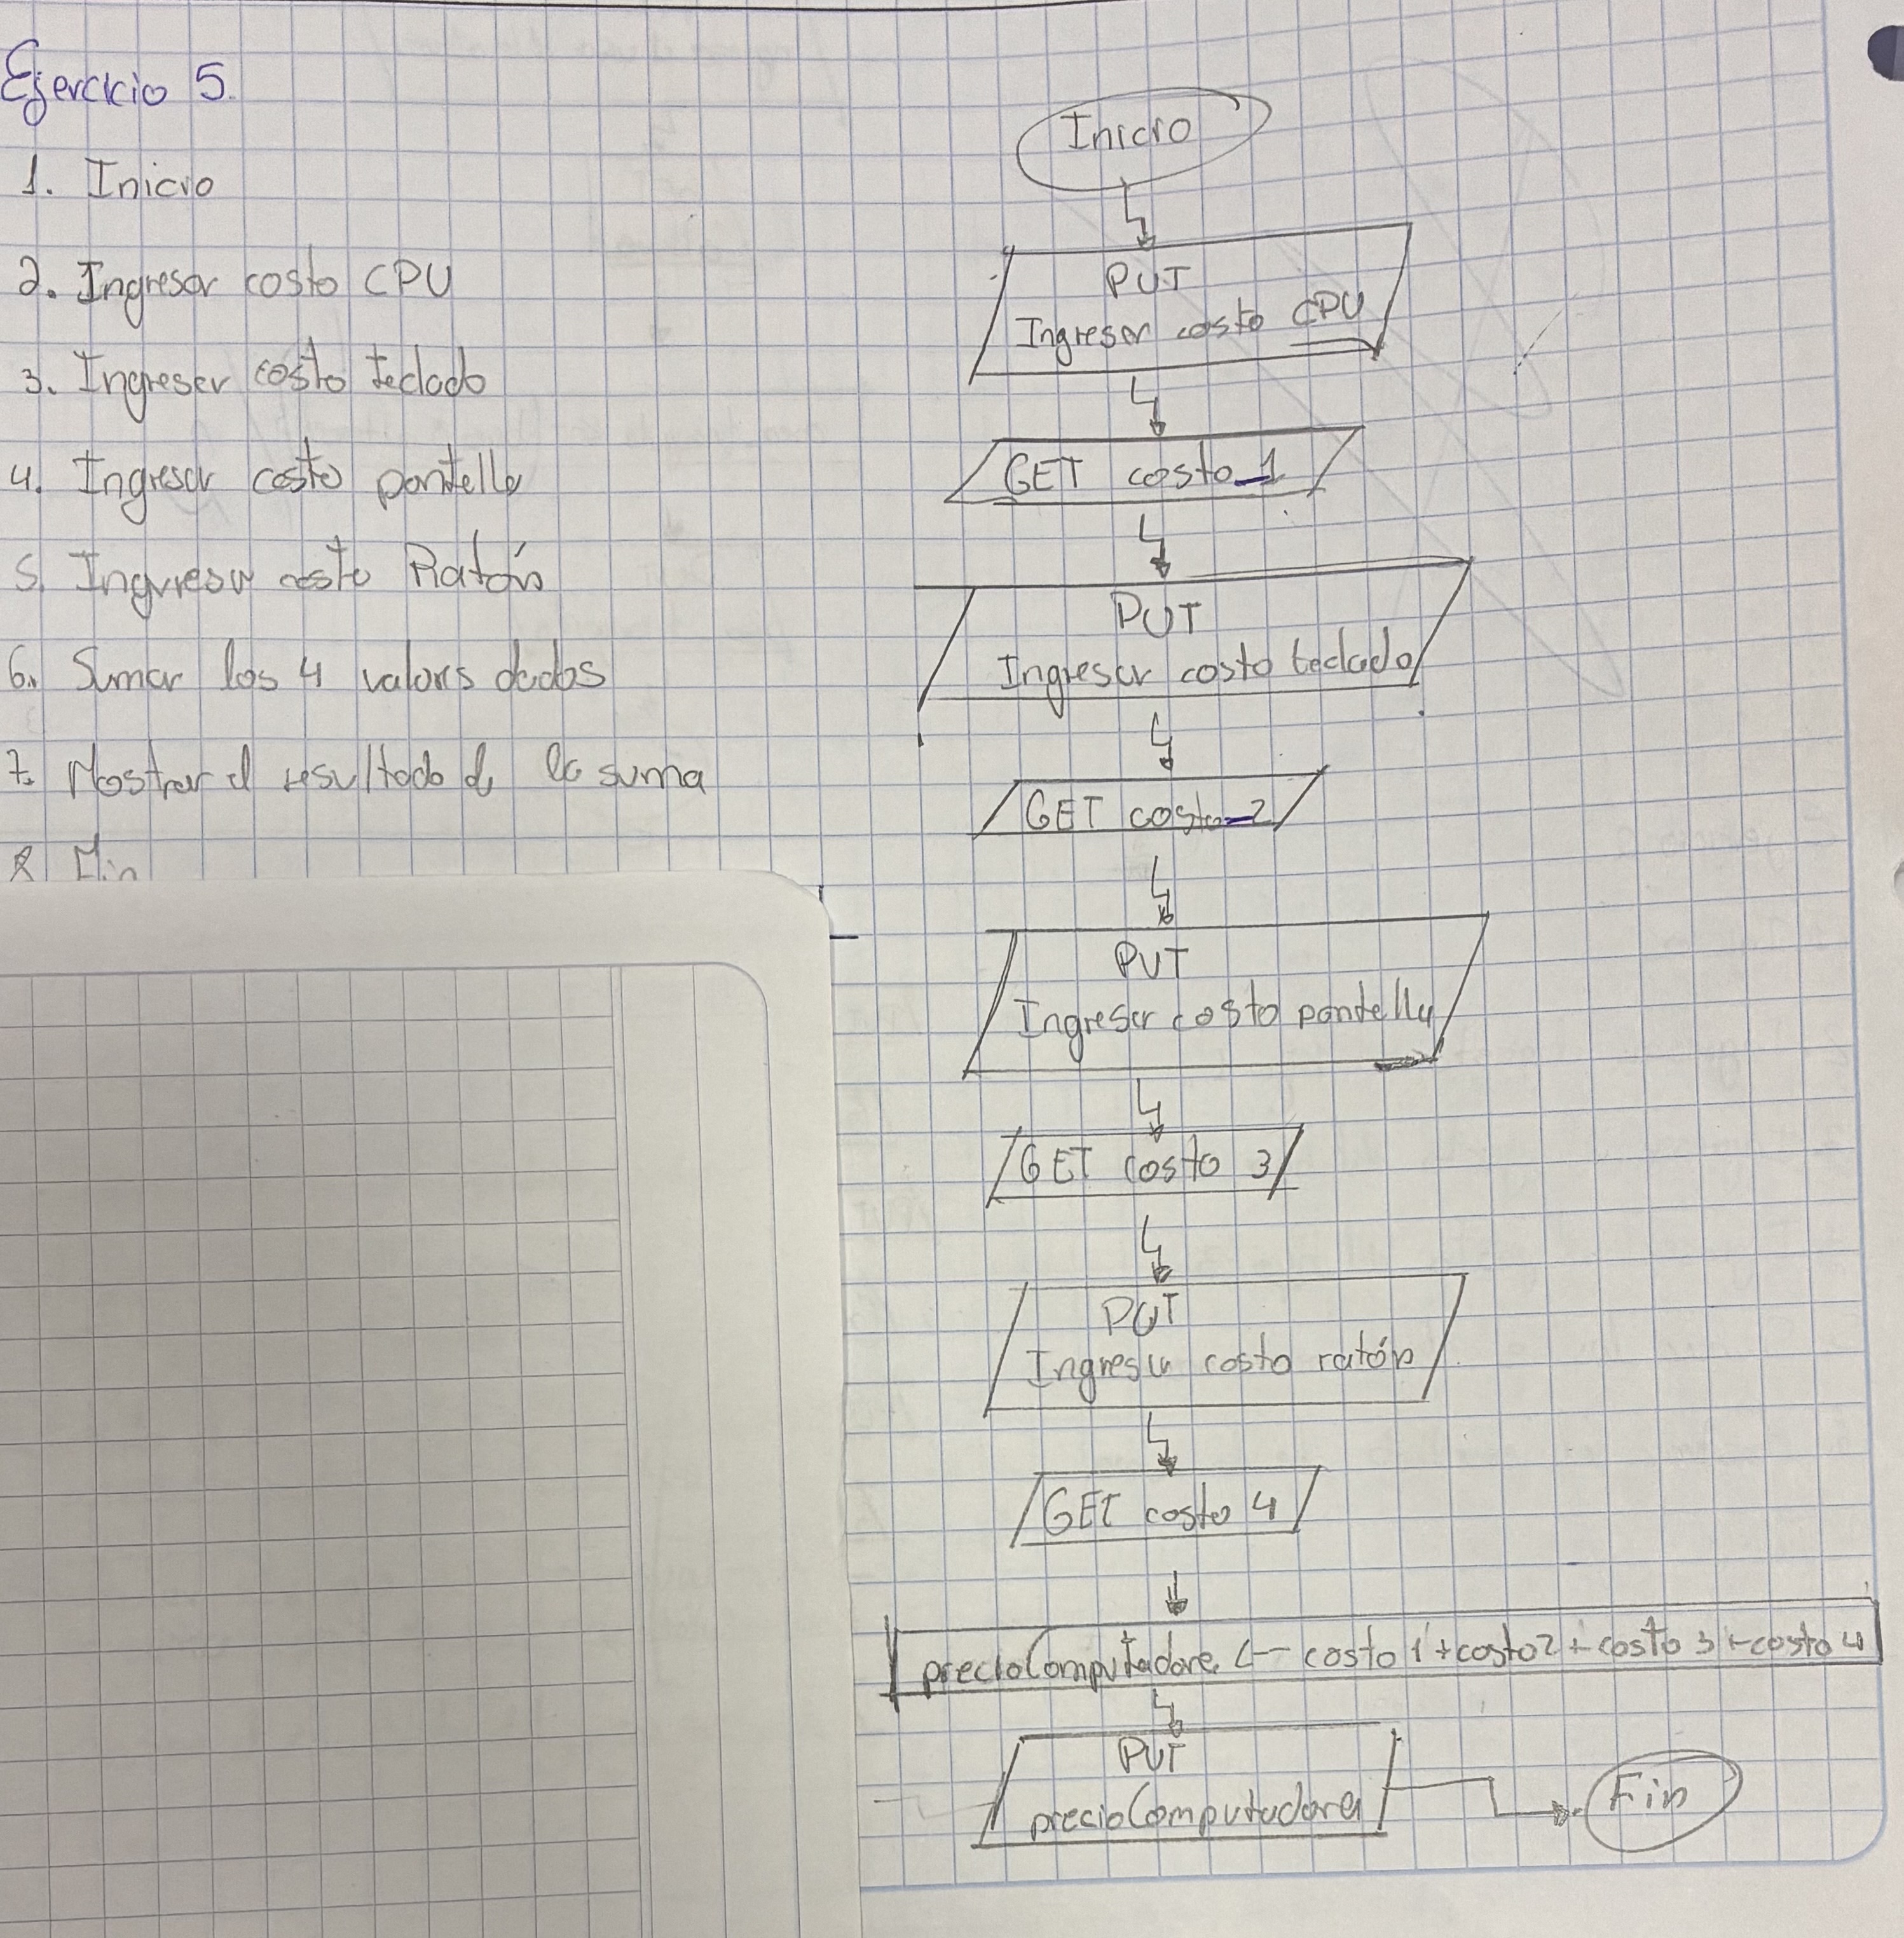 Ejercicio 5.
1. Inicio
2. Ingresar costo CPU
3. Ingresar costo teclado
4. Ingresar costo pantalla
5. Ingresar costo Ratón
6. Sumar los 4 valores dados
7. Mostrar el resultado de la suma
8 Fin
Inicio
PUT
Ingresar costo CPU
GET costo_1
PUT
Ingresar costo teclado
GET costo_2
PUT
Ingresar costo pantalla
GET costo 3
PUT
Ingresar costo ratón
GET costo 4
precioComputadora <- costo 1 + costo2 + costo 3 + costo 4
PUT
precioComputadora
Fin